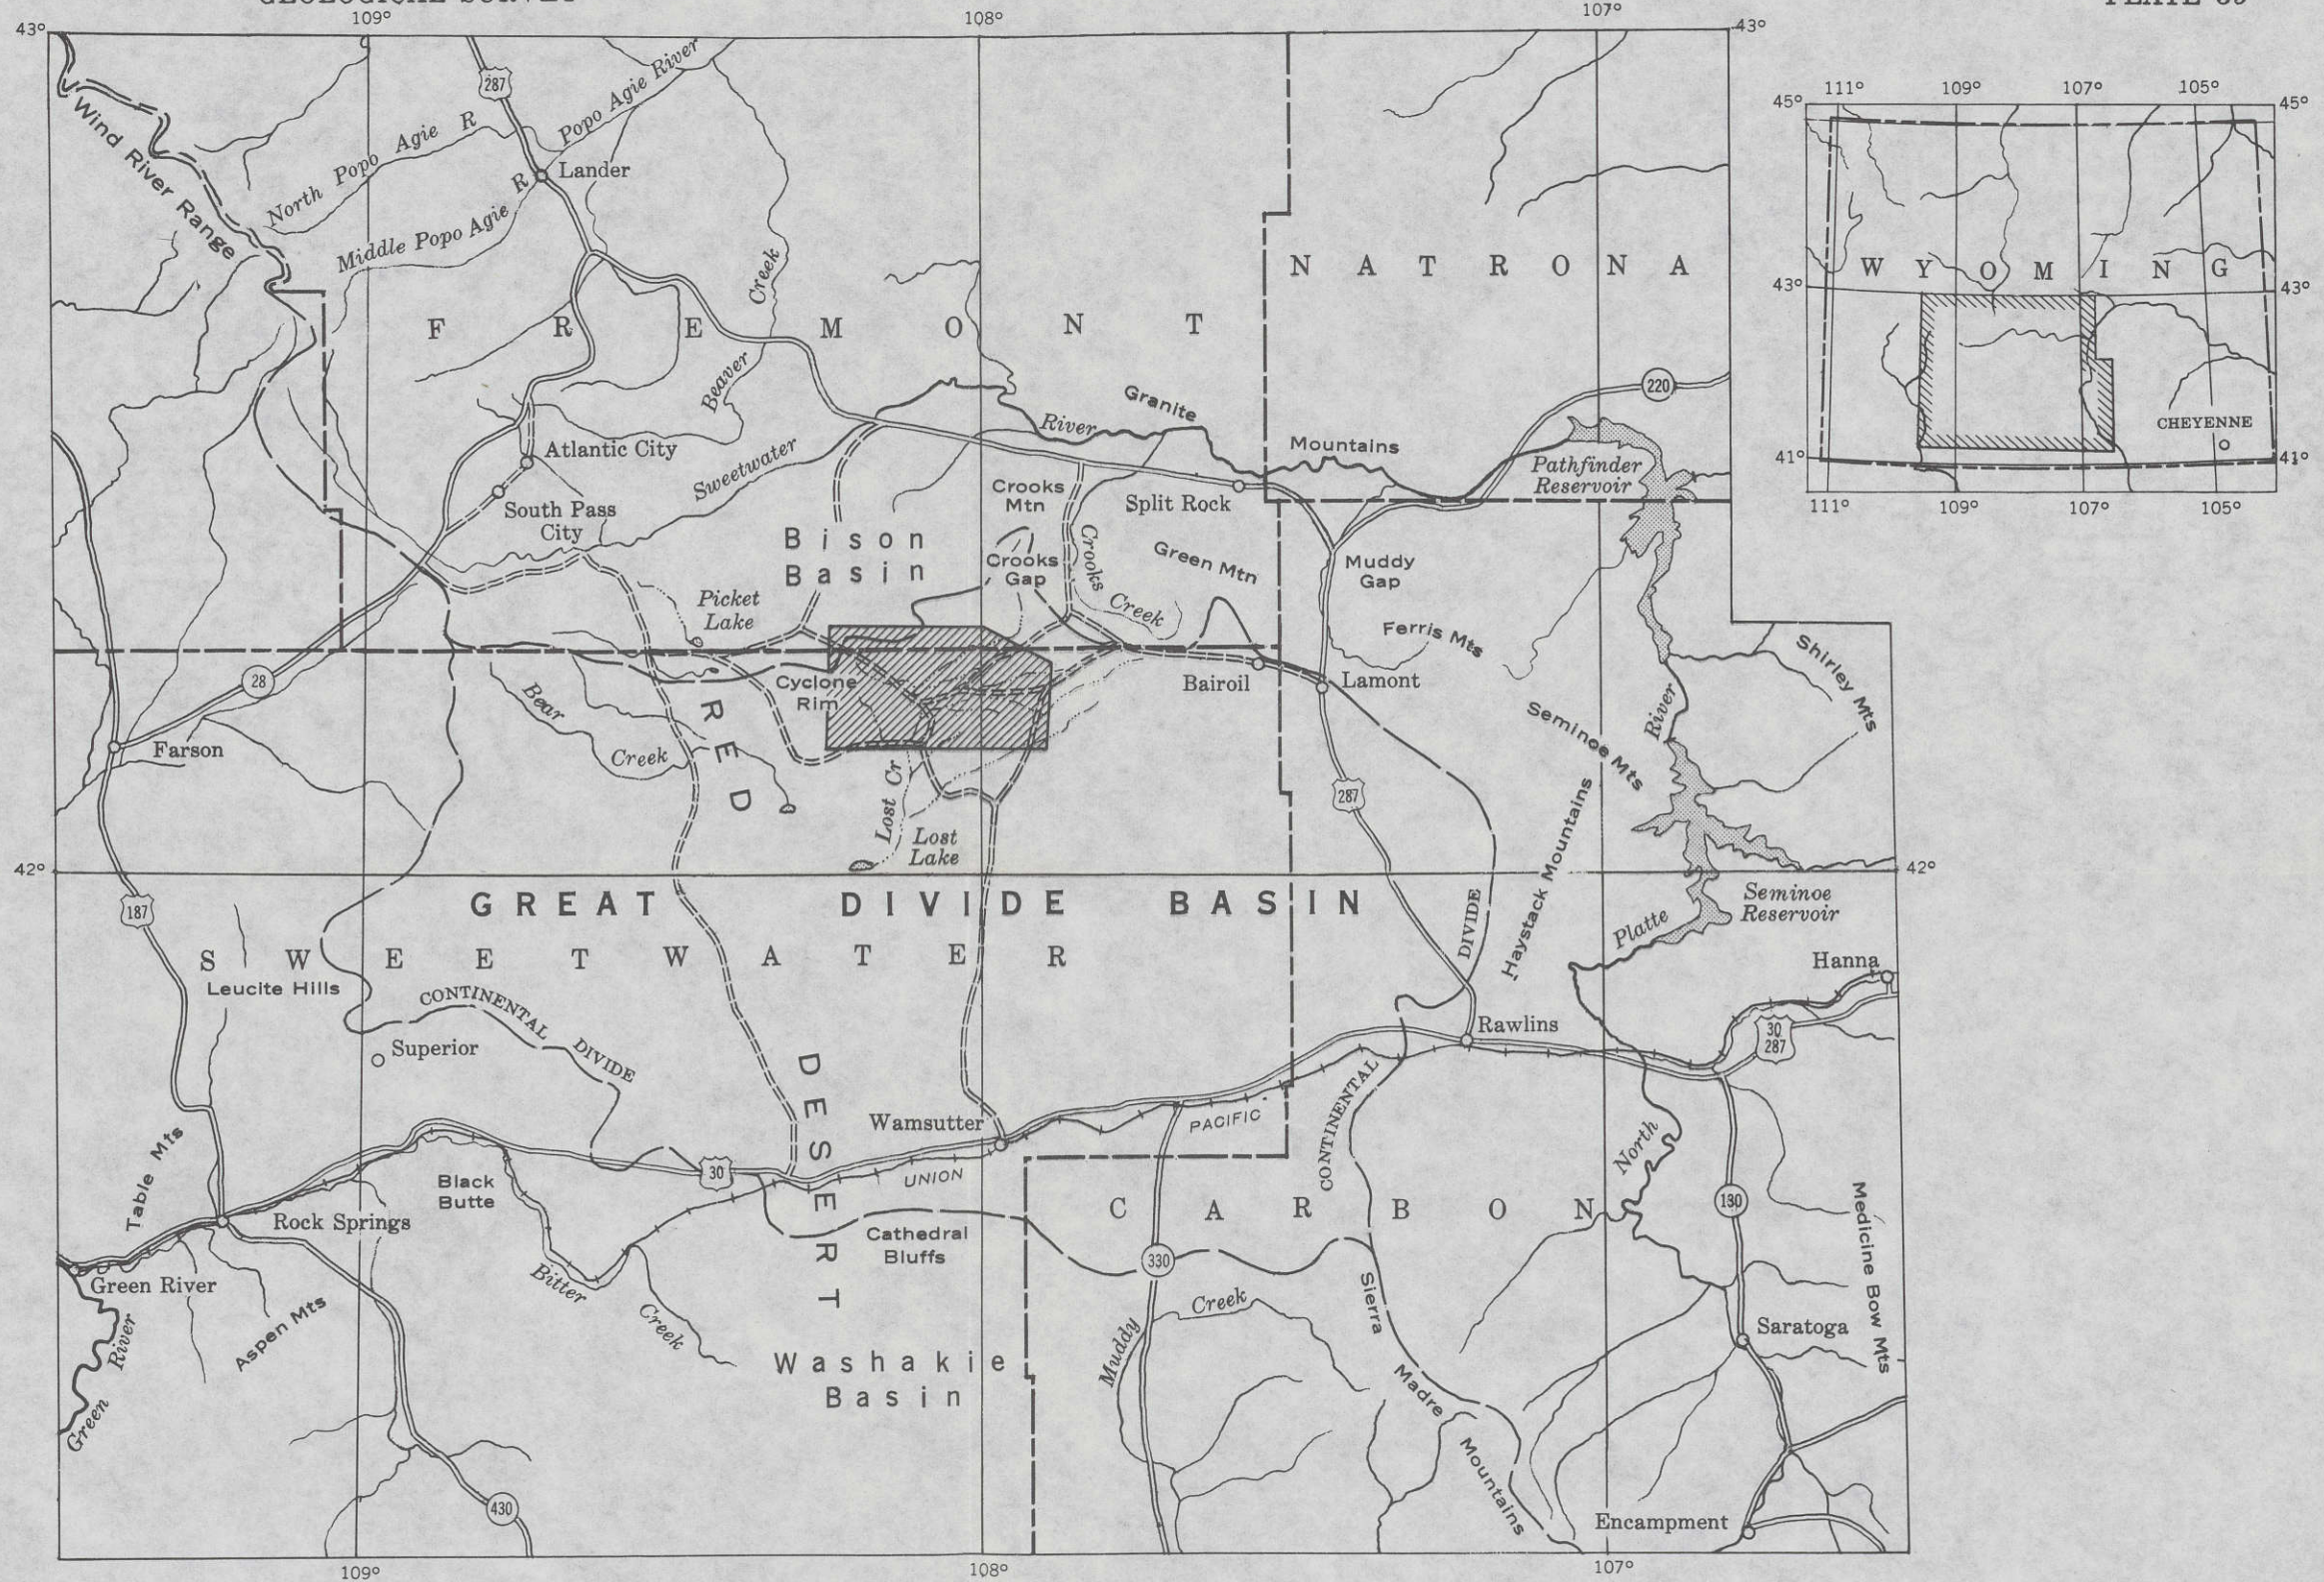 109°
108°
107°
43°
43°
287
Popo Agie River
North Popo Agie R
Wind River Range
Lander
Middle Popo Agie R
Creek
N A T R O N A
F R E M O N T
Beaver
220
Granite
River
Mountains
Atlantic City
Sweetwater
Pathfinder
Reservoir
Crooks
Mtn
Split Rock
South Pass
City
Bison
Basin
Crooks
Gap
Crooks
Creek
Green Mtn
Muddy
Gap
Picket
Lake
Ferris Mts
Shirley Mts
28
Cyclone
Rim
Bairoil
Lamont
Bear
Creek
RED
Seminoe Mts
River
Farson
Lost Cr
287
Haystack Mountains
Lost
Lake
42°
42°
187
GREAT DIVIDE BASIN
DIVIDE
Seminoe
Reservoir
Platte
S W E E T W A T E R
Hanna
Leucite Hills
CONTINENTAL
DIVIDE
Rawlins
30
287
Superior
DESERT
Wamsutter
PACIFIC
CONTINENTAL
North
Table Mts
30
UNION
Black
Butte
C A R B O N
130
Medicine Bow Mts
Rock Springs
Cathedral
Bluffs
330
Green River
Bitter
Creek
Creek
Sierra
River
Aspen Mts
Muddy
Saratoga
Washakie
Basin
Madre
Green
Mountains
430
Encampment
109°
108°
107°
111°
109°
107°
105°
45°
45°
W Y O M I N G
43°
43°
CHEYENNE
41°
41°
111°
109°
107°
105°